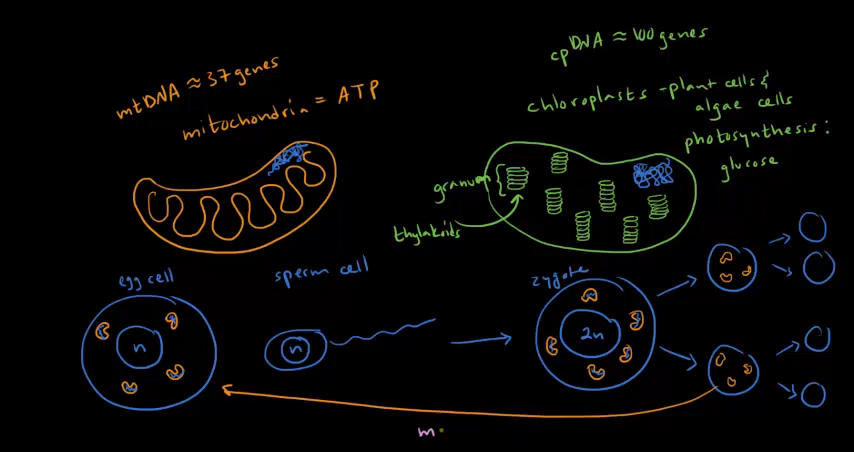 mtDNA ≈ 37 genes
mitochondria = ATP
cpDNA ≈ 100 genes
chloroplasts - plant cells &
algae cells
photosynthesis:
glucose
granum
thylakoids
egg cell
sperm cell
zygote
n
n
2n
m